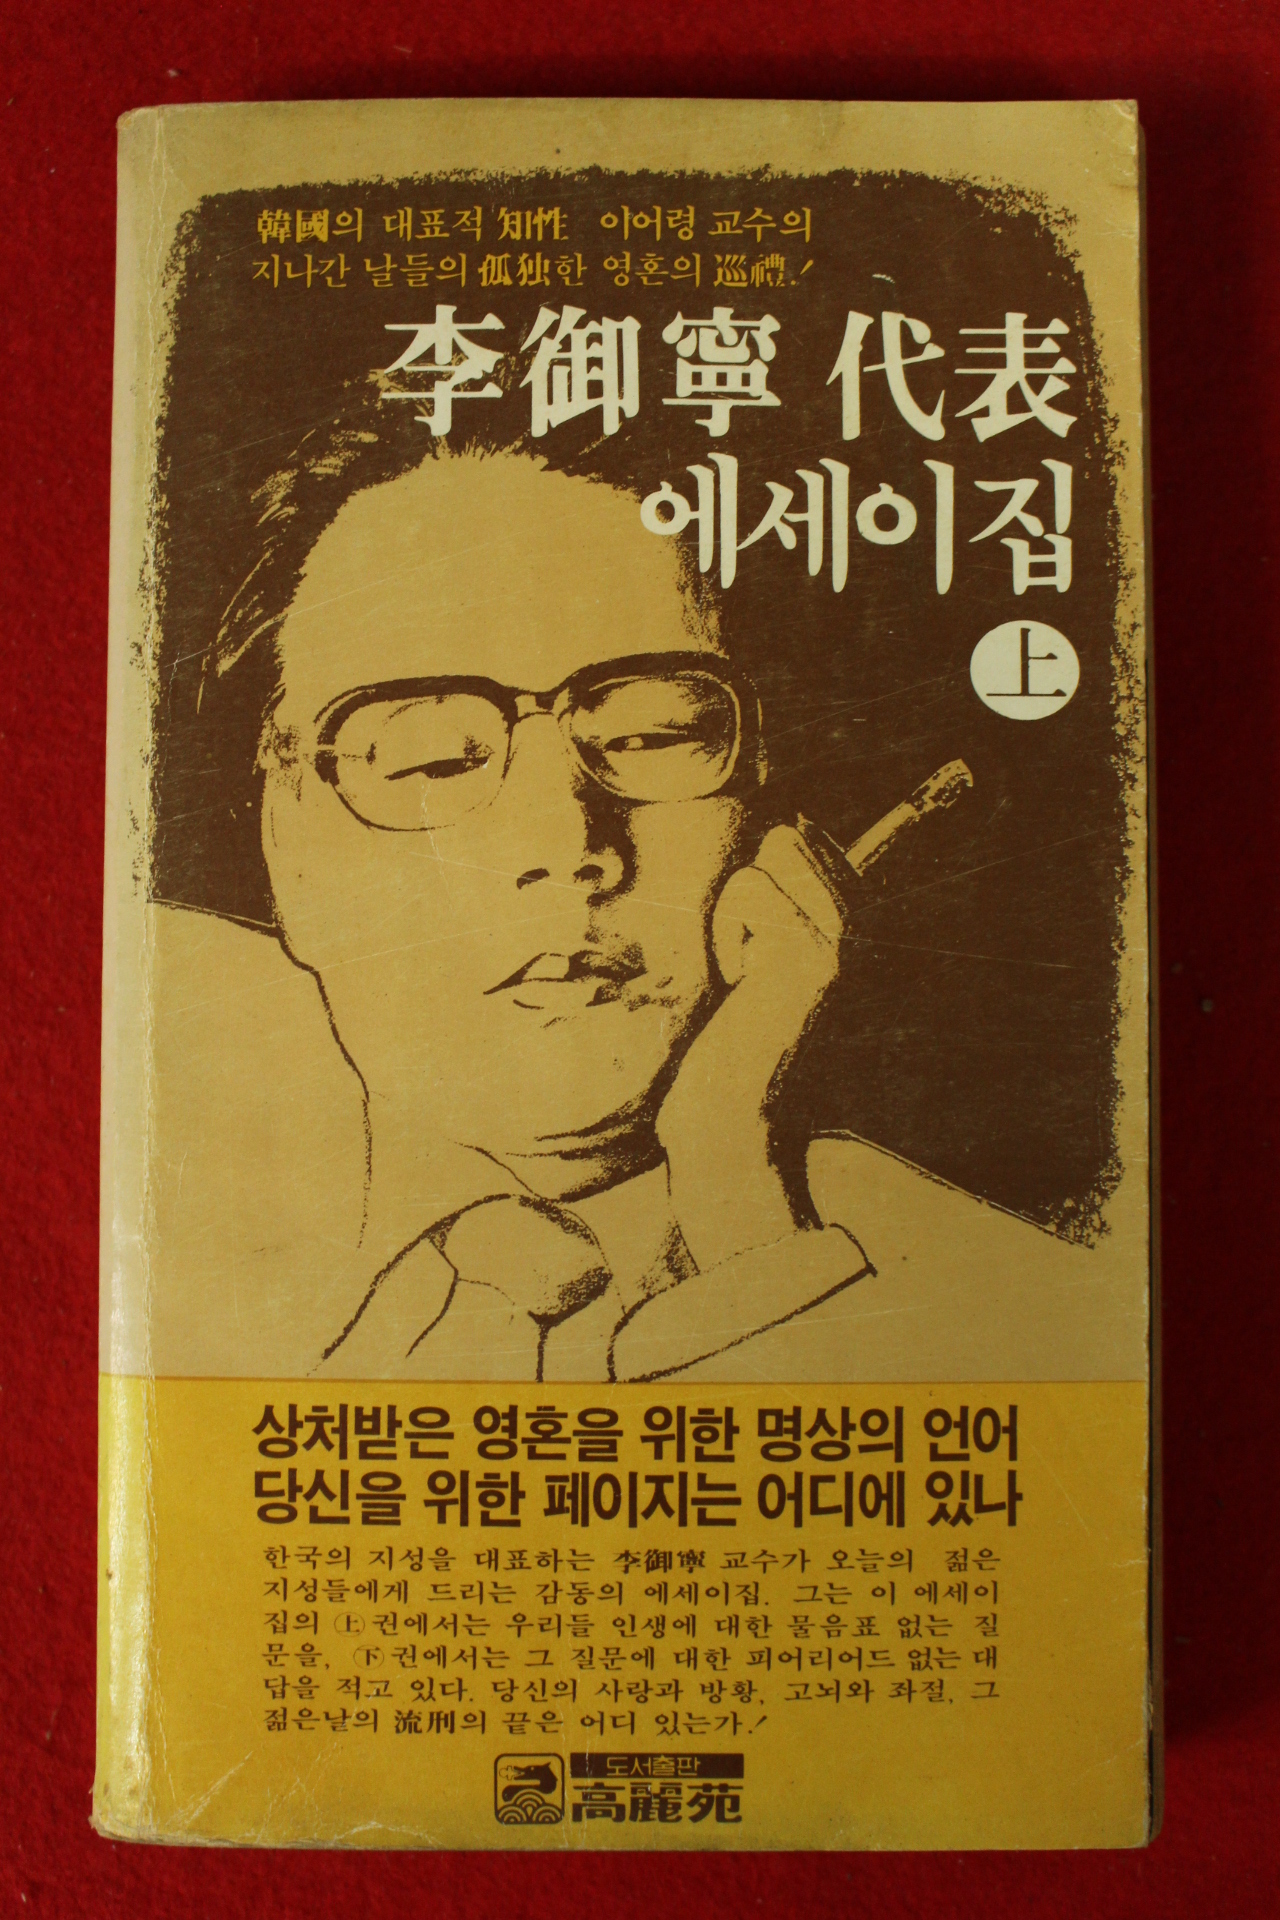 韓國의 대표적 知性 이어령 교수의
지나간 날들의 孤独한 영혼의 巡禮!
李御寧 代表
에세이집
上
상처받은 영혼을 위한 명상의 언어
당신을 위한 페이지는 어디에 있나
한국의 지성을 대표하는 李御寧 교수가 오늘의 젊은
지성들에게 드리는 감동의 에세이집. 그는 이 에세이
집의 ㊤권에서는 우리들 인생에 대한 물음표 없는 질
문을, ㊦권에서는 그 질문에 대한 피어리어드 없는 대
답을 적고 있다. 당신의 사랑과 방황, 고뇌와 좌절, 그
젊은날의 流刑의 끝은 어디 있는가!
도서출판
高麗苑